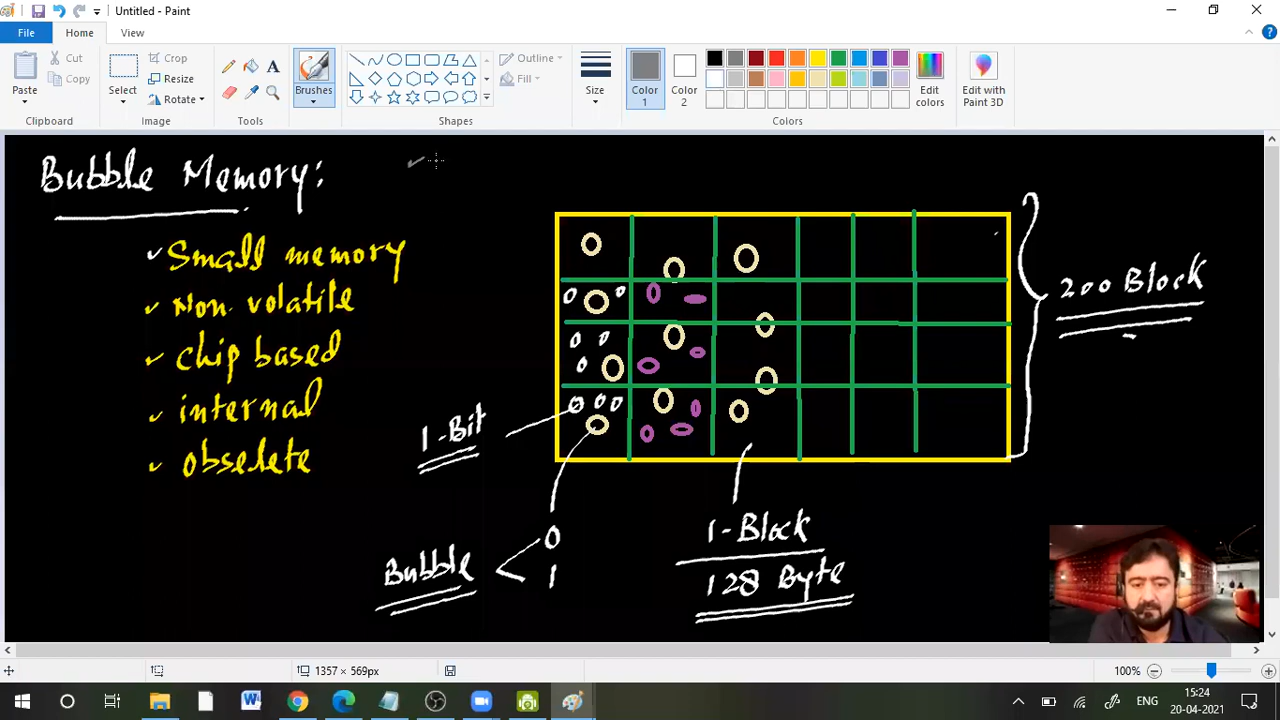 Untitled - Paint
File
Home
View
Paste
Cut
Copy
Clipboard
Select
Crop
Resize
Rotate
Image
A
Tools
Brushes
Outline
Fill
Shapes
Size
Color
1
Color
2
Edit
colors
Edit with
Paint 3D
Colors
Bubble Memory:
Small memory
Non volatile
chip based
internal
obselete
200 Block
1-Bit
0
Bubble
1
1-Block
128 Byte
1357 × 569px
100%
ENG
15:24
20-04-2021